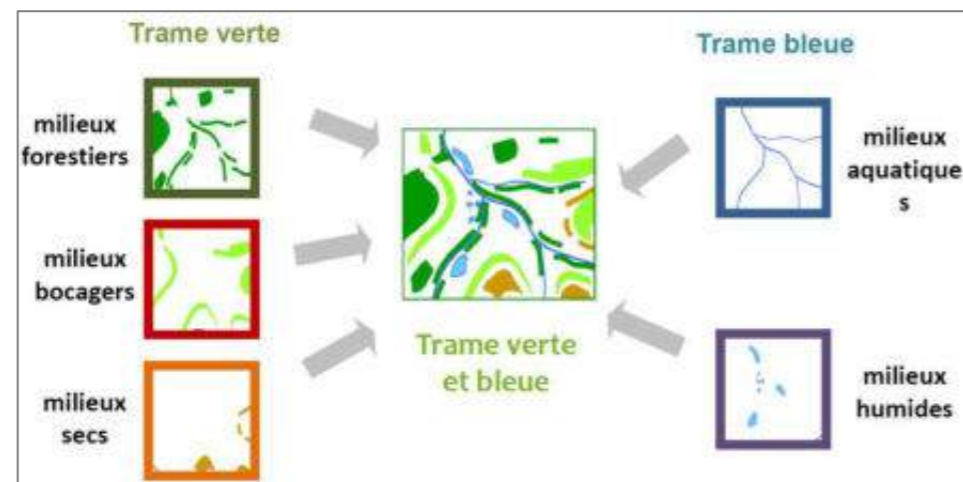 Trame verte
milieux
forestiers
milieux
bocagers
milieux
secs
Trame verte
et bleue
Trame bleue
milieux
aquatique
s
milieux
humides